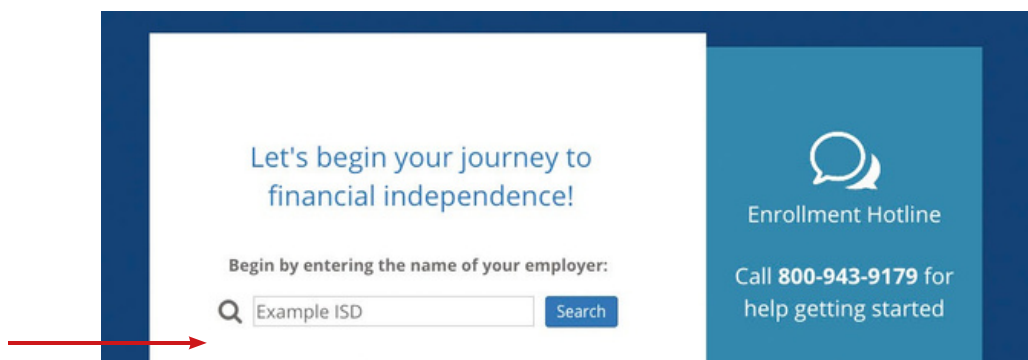 Let's begin your journey to
financial independence!
Begin by entering the name of your employer:
Example ISD
Search
Enrollment Hotline
Call 800-943-9179 for
help getting started